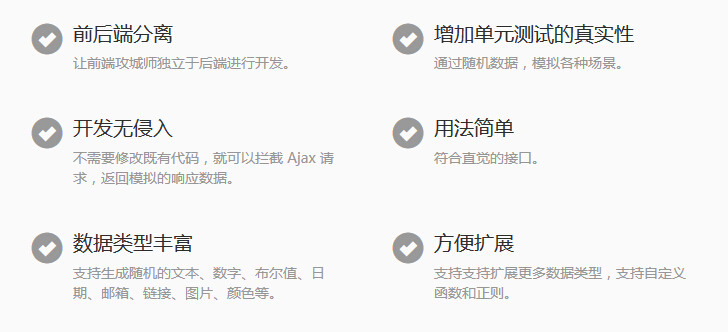 前后端分离
让前端攻城师独立于后端进行开发。
增加单元测试的真实性
通过随机数据，模拟各种场景。
开发无侵入
不需要修改既有代码，就可以拦截 Ajax 请
求，返回模拟的响应数据。
用法简单
符合直觉的接口。
数据类型丰富
支持生成随机的文本、数字、布尔值、日
期、邮箱、链接、图片、颜色等。
方便扩展
支持支持扩展更多数据类型，支持自定义
函数和正则。